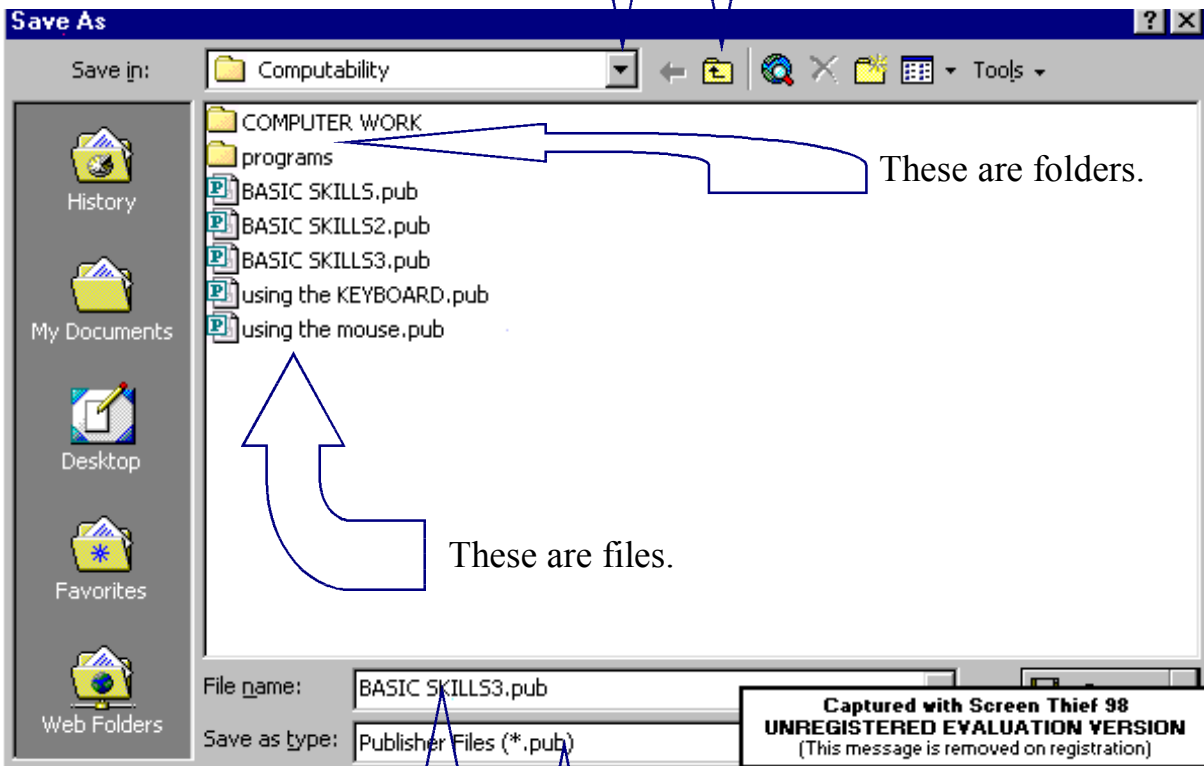 Save As
Save in:
Computability
Tools
COMPUTER WORK
programs
These are folders.
BASIC SKILLS.pub
BASIC SKILLS2.pub
BASIC SKILLS3.pub
using the KEYBOARD.pub
using the mouse.pub
History
My Documents
Desktop
Favorites
Web Folders
These are files.
File name:
BASIC SKILLS3.pub
Save as type:
Publisher Files (*.pub)
Captured with Screen Thief 98
UNREGISTERED EVALUATION VERSION
(This message is removed on registration)